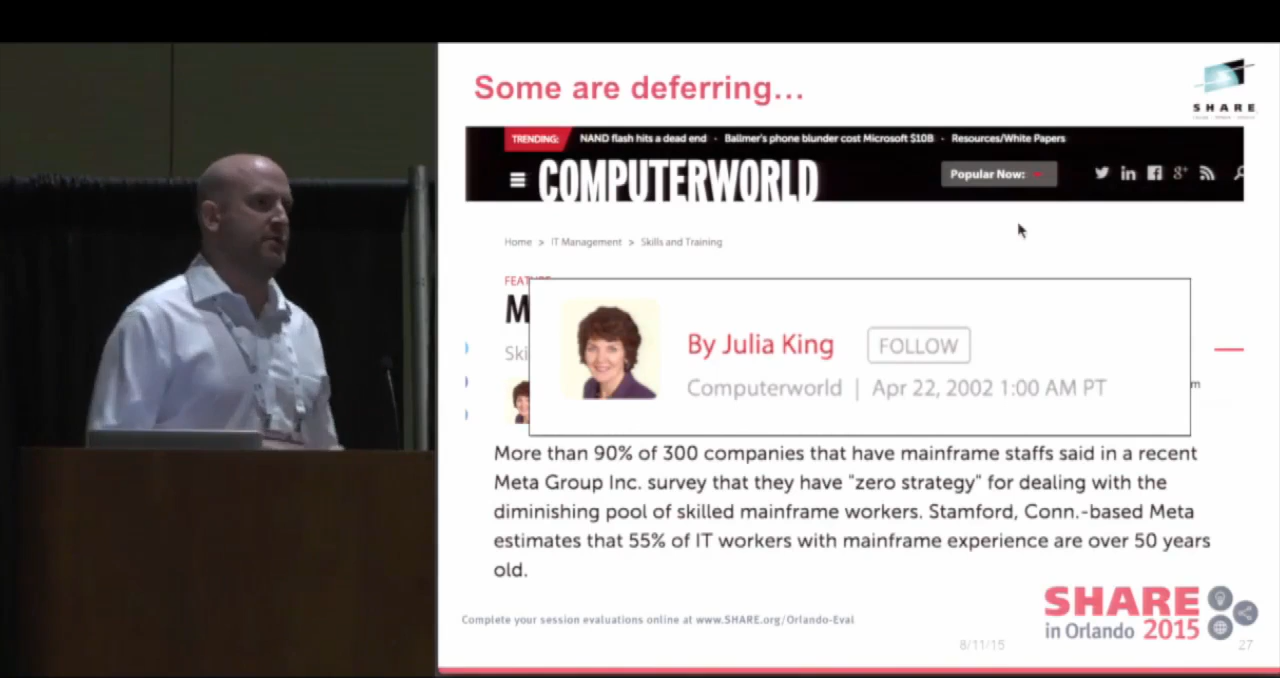 Some are deferring...
SHARE
TRENDING: NAND flash hits a dead end · Ballmer's phone blunder cost Microsoft $10B · Resources/White Papers
COMPUTERWORLD
Popular Now:
Home > IT Management > Skills and Training
FEAT
M
By Julia King FOLLOW
Ski
Computerworld | Apr 22, 2002 1:00 AM PT
m
More than 90% of 300 companies that have mainframe staffs said in a recent
Meta Group Inc. survey that they have "zero strategy" for dealing with the
diminishing pool of skilled mainframe workers. Stamford, Conn.-based Meta
estimates that 55% of IT workers with mainframe experience are over 50 years
old.
Complete your session evaluations online at www.SHARE.org/Orlando-Eval
SHARE
in Orlando 2015
8/11/15
27